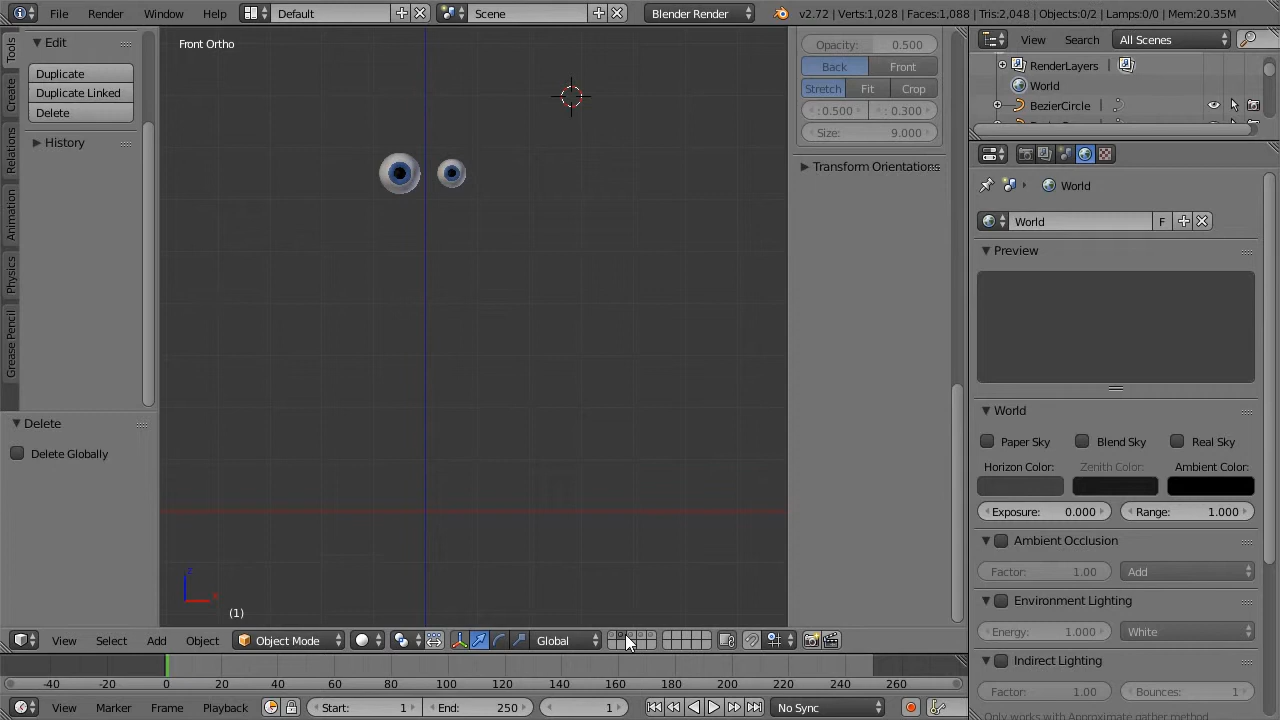 File Render Window Help Default Scene Blender Render v2.72 | Verts:1,028 | Faces:1,088 | Tris:2,048 | Objects:0/2 | Lamps:0/0 | Mem:20.35M
Tools
Create
Relations
Animation
Physics
Grease Pencil
Edit
Duplicate
Duplicate Linked
Delete
History
Delete
Delete Globally
Front Ortho
z
x
(1)
Opacity: 0.500
Back Front
Stretch Fit Crop
: 0.500 : 0.300
Size: 9.000
Transform Orientations
View Search All Scenes
RenderLayers
World
BezierCircle
World
World F
Preview
World
Paper Sky Blend Sky Real Sky
Horizon Color: Zenith Color: Ambient Color:
Exposure: 0.000 Range: 1.000
Ambient Occlusion
Factor: 1.00 Add
Environment Lighting
Energy: 1.000 White
Indirect Lighting
Factor: 1.00 Bounces: 1
Only works with Approximate gather method
View Select Add Object Object Mode Global
-40 -20 0 20 40 60 80 100 120 140 160 180 200 220 240 260
View Marker Frame Playback Start: 1 End: 250 1 No Sync